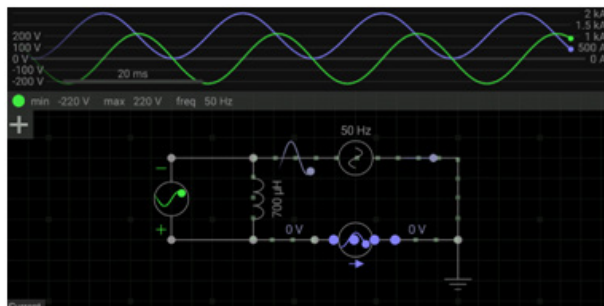 2 kA
1.5 kA
200 V
1 kA
100 V
500 A
0 V
0 A
-100 V
-200 V
20 ms
min -220 V max 220 V freq 50 Hz
+
50 Hz
−
700 µH
+
0 V
0 V
Current